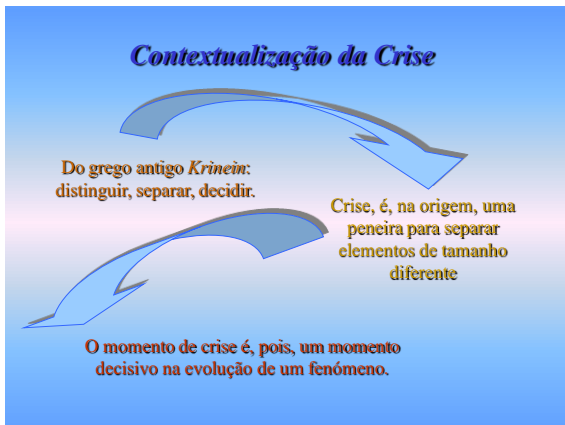 Contextualização da Crise
Do grego antigo Krinein:
distinguir, separar, decidir.
Crise, é, na origem, uma
peneira para separar
elementos de tamanho
diferente
O momento de crise é, pois, um momento
decisivo na evolução de um fenómeno.